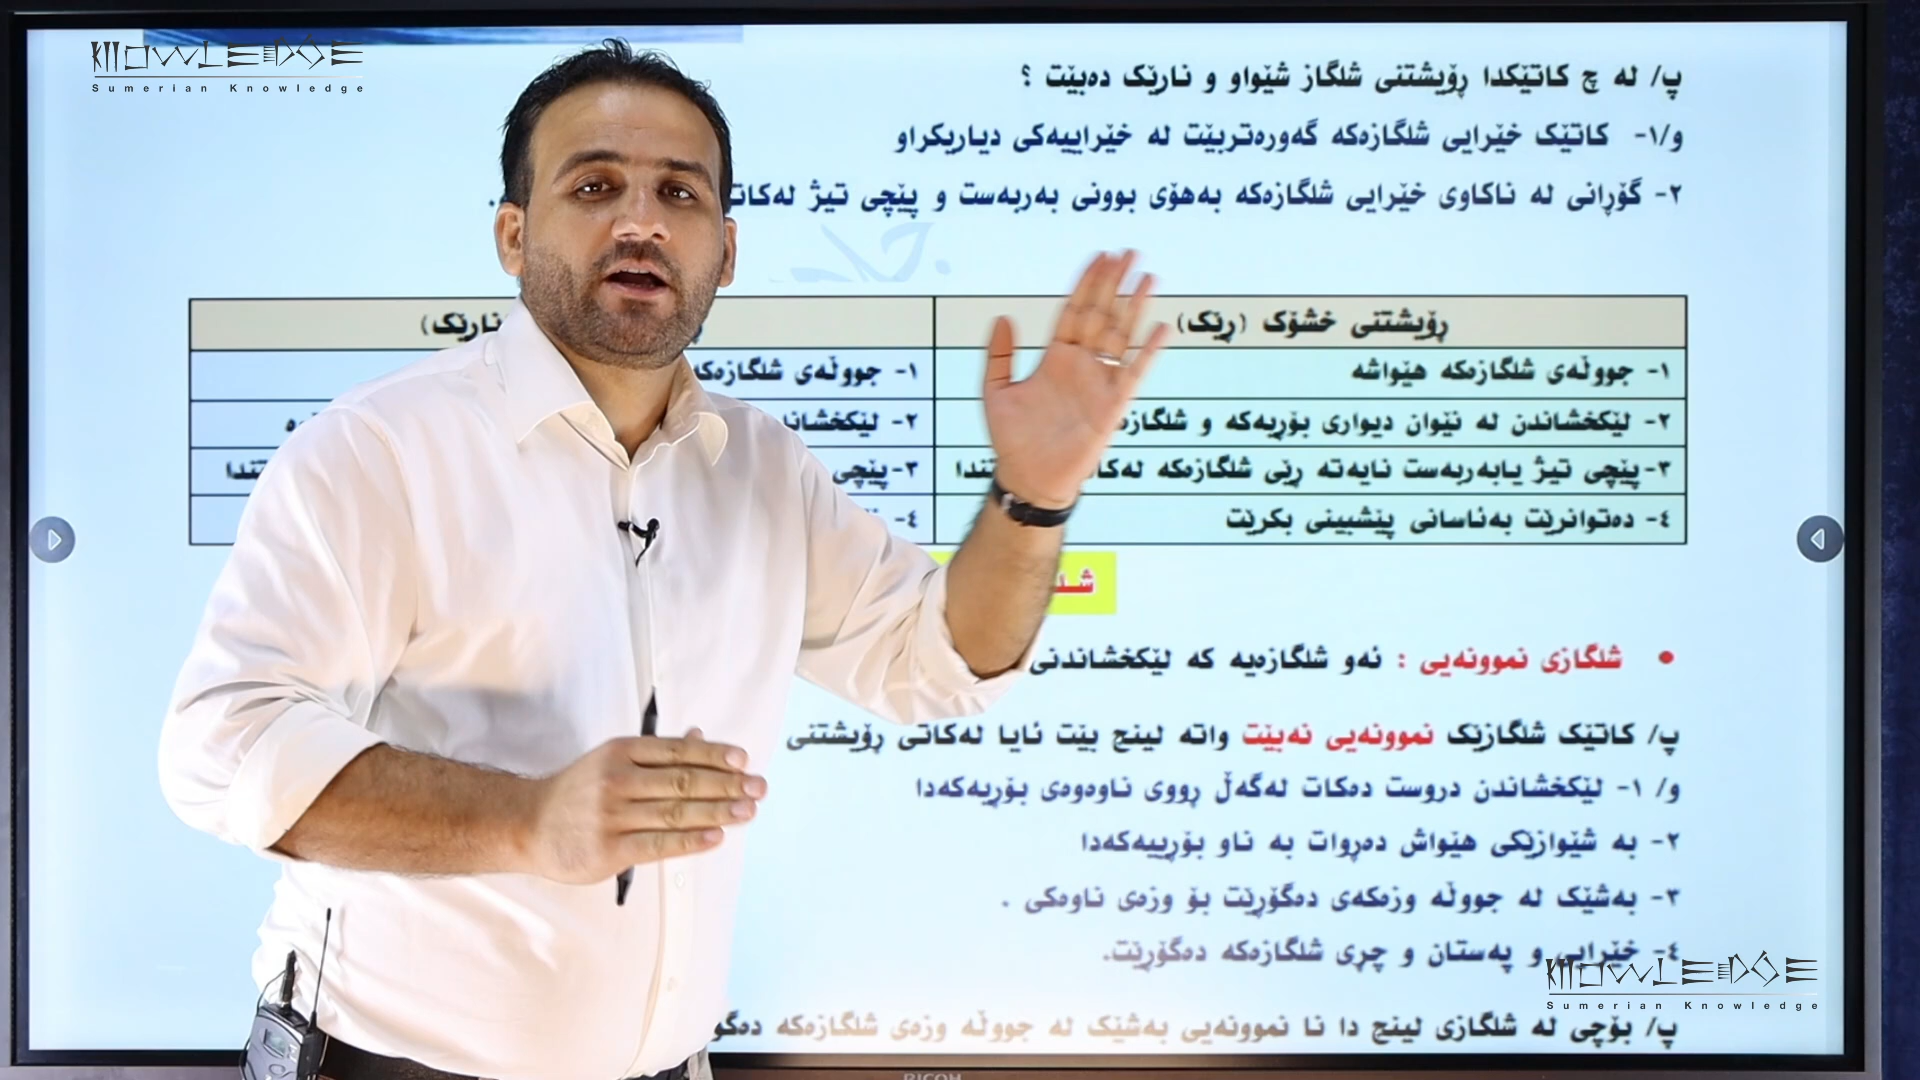 KNOWLEDGE
Sumerian Knowledge
پ/ لە چ کاتێکدا ڕۆیشتنی شلگاز شێواو و نارێک دەبێت ؟
و/١- کاتێک خێرایی شلگازەکە گەورەتربێت لە خێراییەکی دیاریکراو
٢- گۆڕانی لە ناکاوی خێرایی شلگازەکە بەهۆی بوونی بەربەست و پێچی تیژ
ڕۆیشتنی خشۆک (ڕێک)
١- جووڵەی شلگازەکە هێواشە
٢- لێکخشاندن لە نێوان دیواری بۆریەکە و
٣-پێچی تیژ یابەربەست نایەتە ڕێی شلگازەکە
٤- دەتوانرێت بەئاسانی پێشبینی بکرێت
١- جووڵەی شلگازەکە
٢-
٣-پێچی
٤-
شلگازی نموونەیی : ئەو شلگازەیە کە لێکخشاندنی
پ/ کاتێک شلگازێک نموونەیی نەبێت واتە لینج بێت ئایا لەکاتی ڕۆیشتنی
و/ ١- لێکخشاندن دروست دەکات لەگەڵ ڕووی ناوەوەی بۆریەکەدا
٢- بە شێوازێکی هێواش دەڕوات بە ناو بۆڕییەکەدا
٣- بەشێک لە جووڵە وزەکەی دەگۆڕێت بۆ وزەی ناوەکی .
٤- خێرایی و پەستان و چڕی شلگازەکە دەگۆڕێت.
KNOWLEDGE
Sumerian Knowledge
پ/ بۆچی لە شلگازی لینج دا نا نموونەیی بەشێک لە جووڵە وزەی شلگازەکە
RICOH